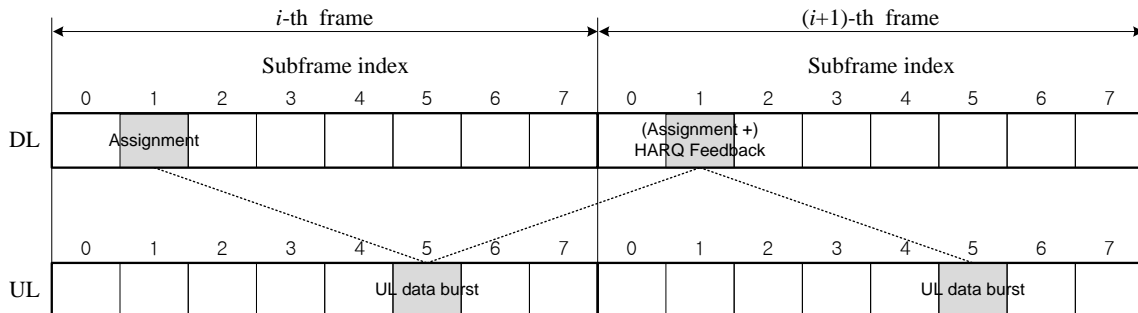 i-th frame (i+1)-th frame
Subframe index Subframe index
0 1 2 3 4 5 6 7 0 1 2 3 4 5 6 7
DL Assignment (Assignment +)
HARQ Feedback
0 1 2 3 4 5 6 7 0 1 2 3 4 5 6 7
UL UL data burst UL data burst